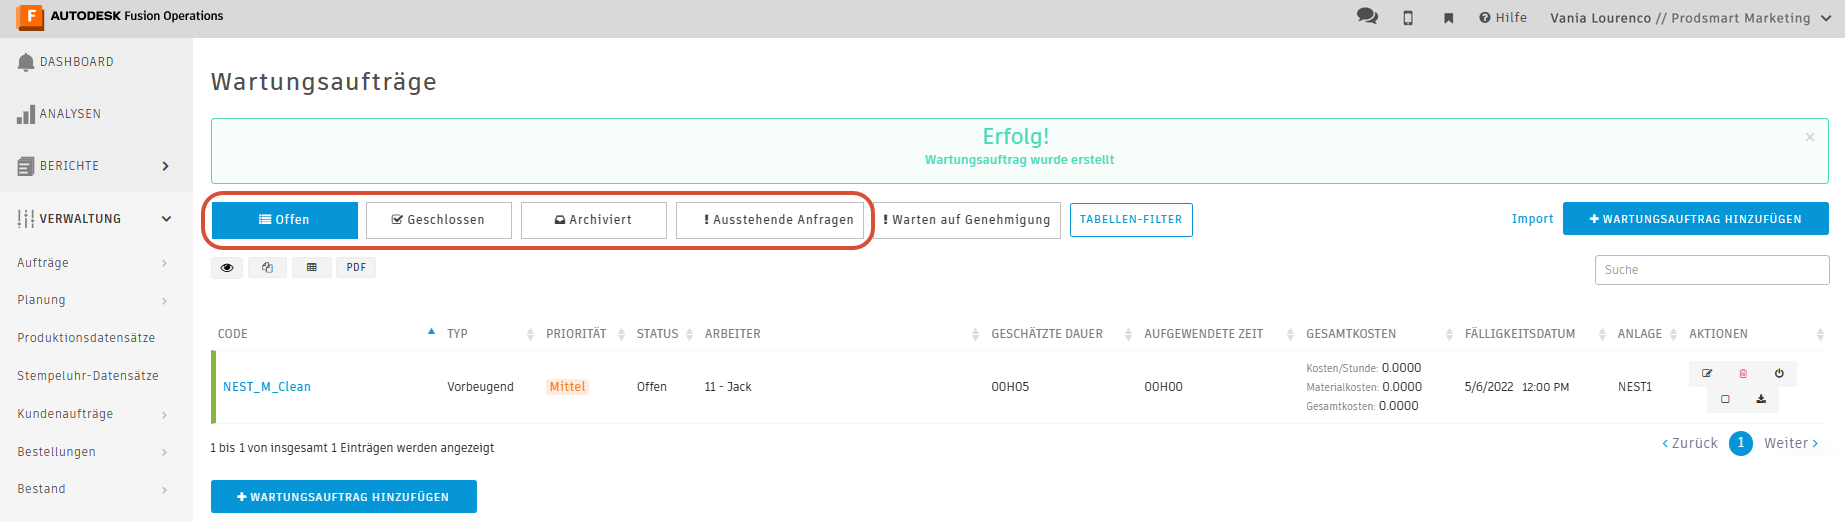 AUTODESK Fusion Operations
Hilfe
Vania Lourenco // Prodsmart Marketing
DASHBOARD
ANALYSEN
BERICHTE
VERWALTUNG
Aufträge
Planung
Produktionsdatensätze
Stempeluhr-Datensätze
Kundenaufträge
Bestellungen
Bestand
Wartungsaufträge
Erfolg!
Wartungsauftrag wurde erstellt
Offen
Geschlossen
Archiviert
Ausstehende Anfragen
Warten auf Genehmigung
TABELLEN-FILTER
Import
WARTUNGSAUFTRAG HINZUFÜGEN
PDF
Suche
CODE TYP PRIORITÄT STATUS ARBEITER GESCHÄTZTE DAUER AUFGEWENDETE ZEIT GESAMTKOSTEN FÄLLIGKEITSDATUM ANLAGE AKTIONEN
NEST_M_Clean Vorbeugend Mittel Offen 11 - Jack 00H05 00H00
Kosten/Stunde: 0.0000
Materialkosten: 0.0000
Gesamtkosten: 0.0000
5/6/2022 12:00 PM NEST1
1 bis 1 von insgesamt 1 Einträgen werden angezeigt
Zurück 1 Weiter
WARTUNGSAUFTRAG HINZUFÜGEN